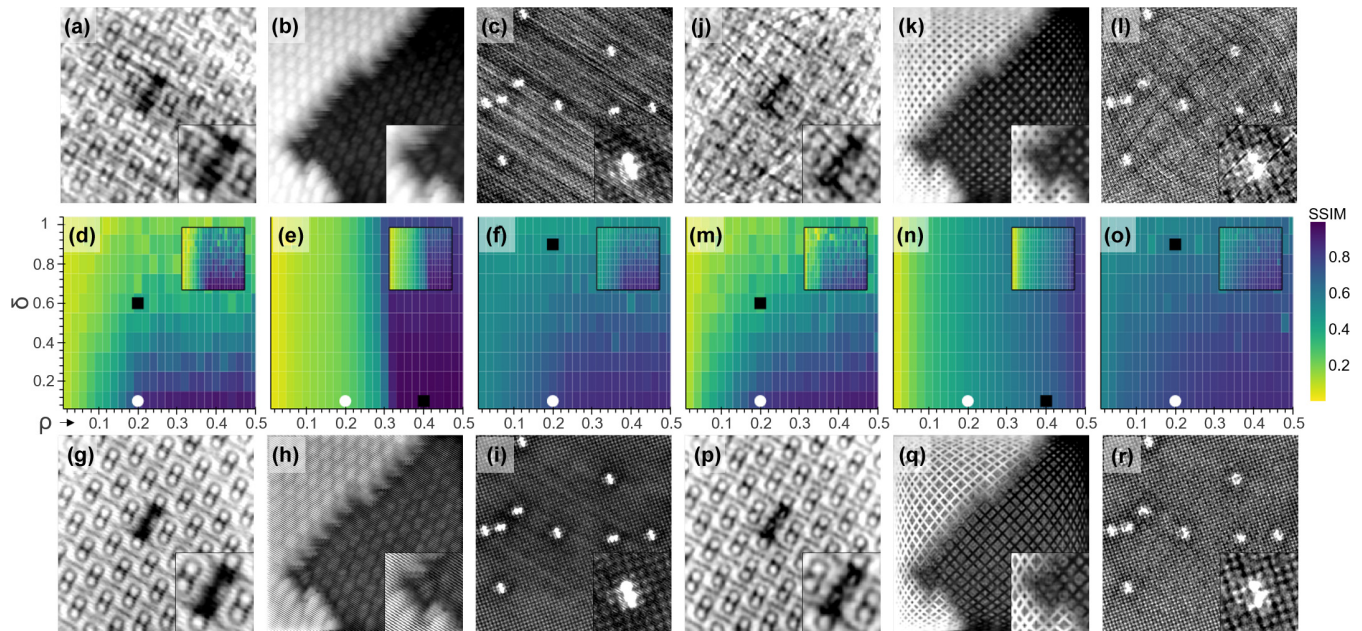 (a) (b) (c) (j) (k) (l)
(d) (e) (f) (m) (n) (o) SSIM
1
0.8
0.6
0.4
0.2
δ
0.8
0.6
0.4
0.2
ρ → 0.1 0.2 0.3 0.4 0.5 0.1 0.2 0.3 0.4 0.5 0.1 0.2 0.3 0.4 0.5 0.1 0.2 0.3 0.4 0.5 0.1 0.2 0.3 0.4 0.5 0.1 0.2 0.3 0.4 0.5
(g) (h) (i) (p) (q) (r)